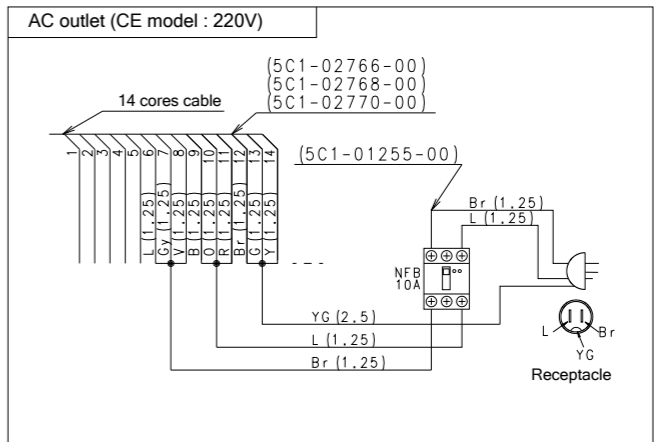 AC outlet (CE model : 220V)
(5C1-02766-00)
(5C1-02768-00)
(5C1-02770-00)
14 cores cable
(5C1-01255-00)
1 2 3 4 5 6 7 8 9 10 11 12 13 14
L (1.25)
Gy (1.25)
V (1.25)
B (1.25)
O (1.25)
R (1.25)
Br (1.25)
G (1.25)
Y (1.25)
Br (1.25)
L (1.25)
NFB
10A
YG (2.5)
L (1.25)
Br (1.25)
L Br
YG
Receptacle